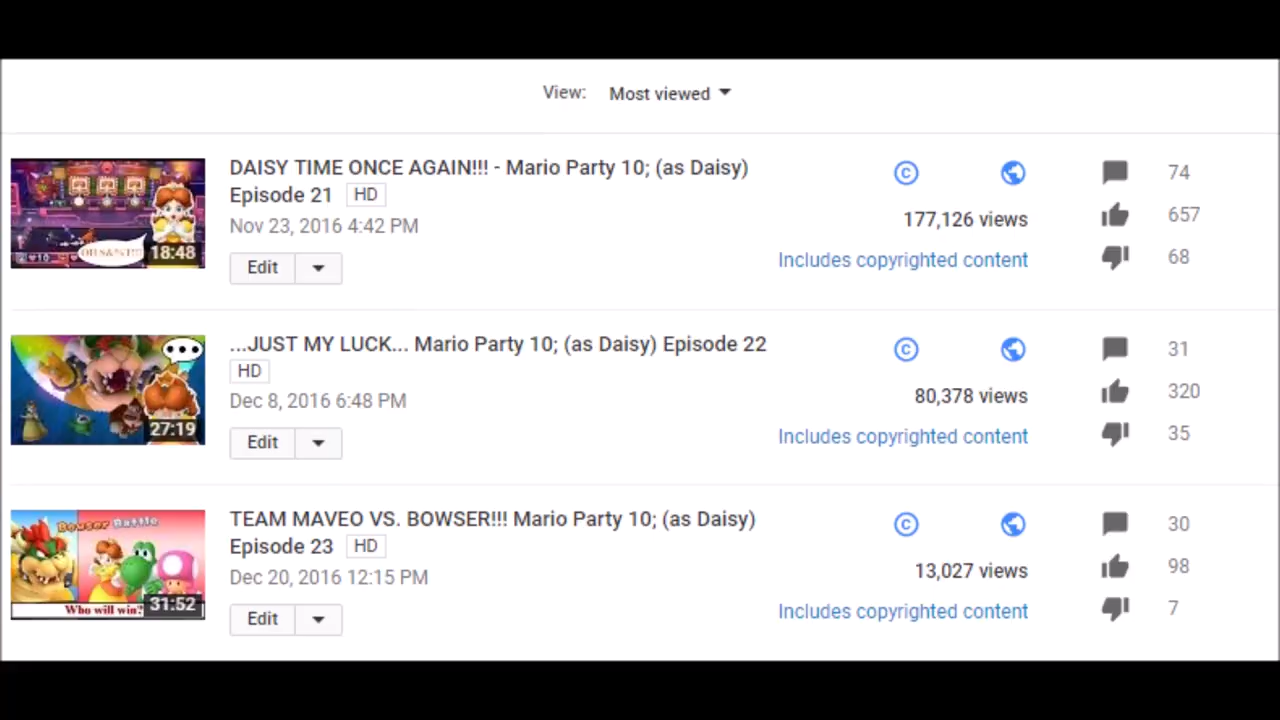 View: Most viewed
DAISY TIME ONCE AGAIN!!! - Mario Party 10; (as Daisy)
Episode 21 HD
Nov 23, 2016 4:42 PM
Edit
18:48
177,126 views
Includes copyrighted content
74
657
68
...JUST MY LUCK... Mario Party 10; (as Daisy) Episode 22
HD
Dec 8, 2016 6:48 PM
Edit
27:19
80,378 views
Includes copyrighted content
31
320
35
TEAM MAVEO VS. BOWSER!!! Mario Party 10; (as Daisy)
Episode 23 HD
Dec 20, 2016 12:15 PM
Edit
Bowser Battle
Who will win?
31:52
13,027 views
Includes copyrighted content
30
98
7